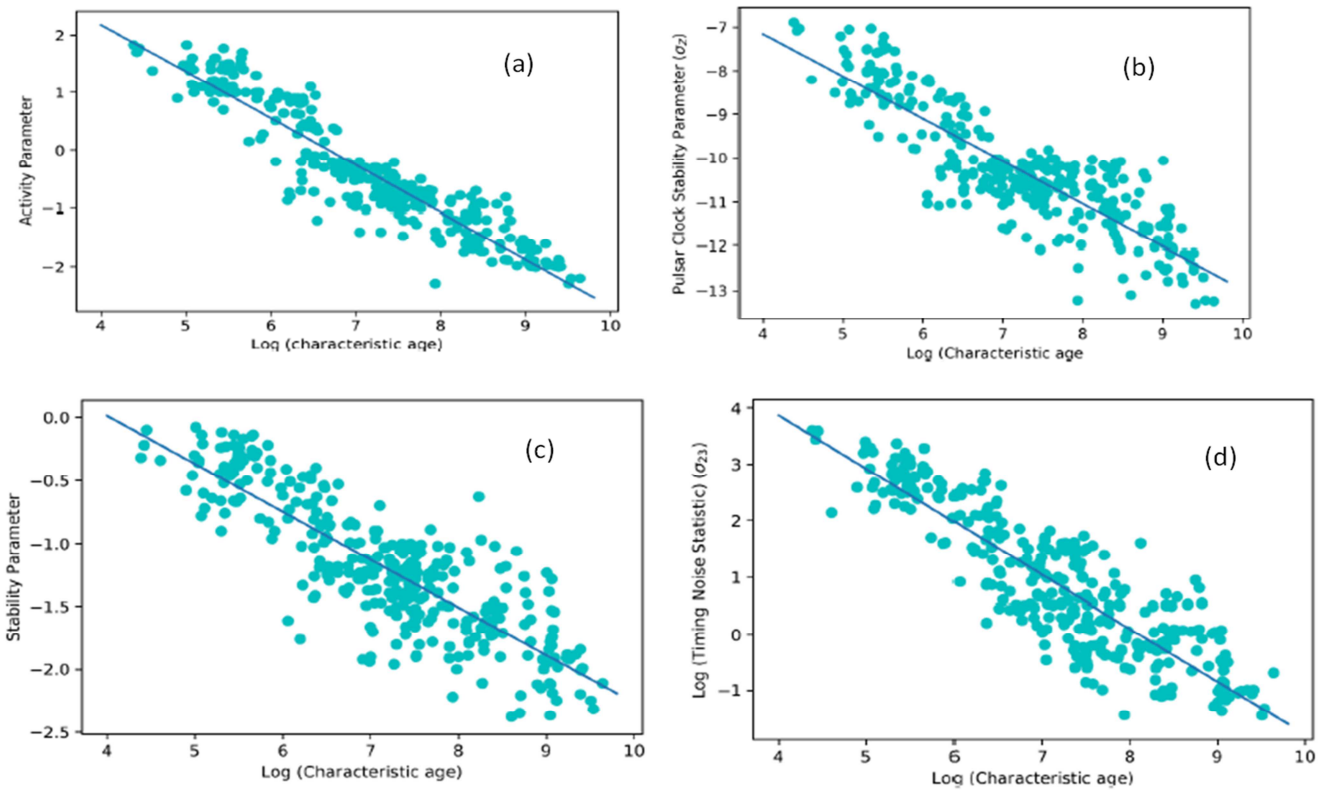 (a)
Activity Parameter
2
1
0
−1
−2
4 5 6 7 8 9 10
Log (characteristic age)
(b)
Pulsar Clock Stability Parameter (σz)
−7
−8
−9
−10
−11
−12
−13
4 5 6 7 8 9 10
Log (Characteristic age
(c)
Stability Parameter
0.0
−0.5
−1.0
−1.5
−2.0
−2.5
4 5 6 7 8 9 10
Log (Characteristic age)
(d)
Log (Timing Noise Statistic) (σ23)
4
3
2
1
0
−1
4 5 6 7 8 9 10
Log (Characteristic age)